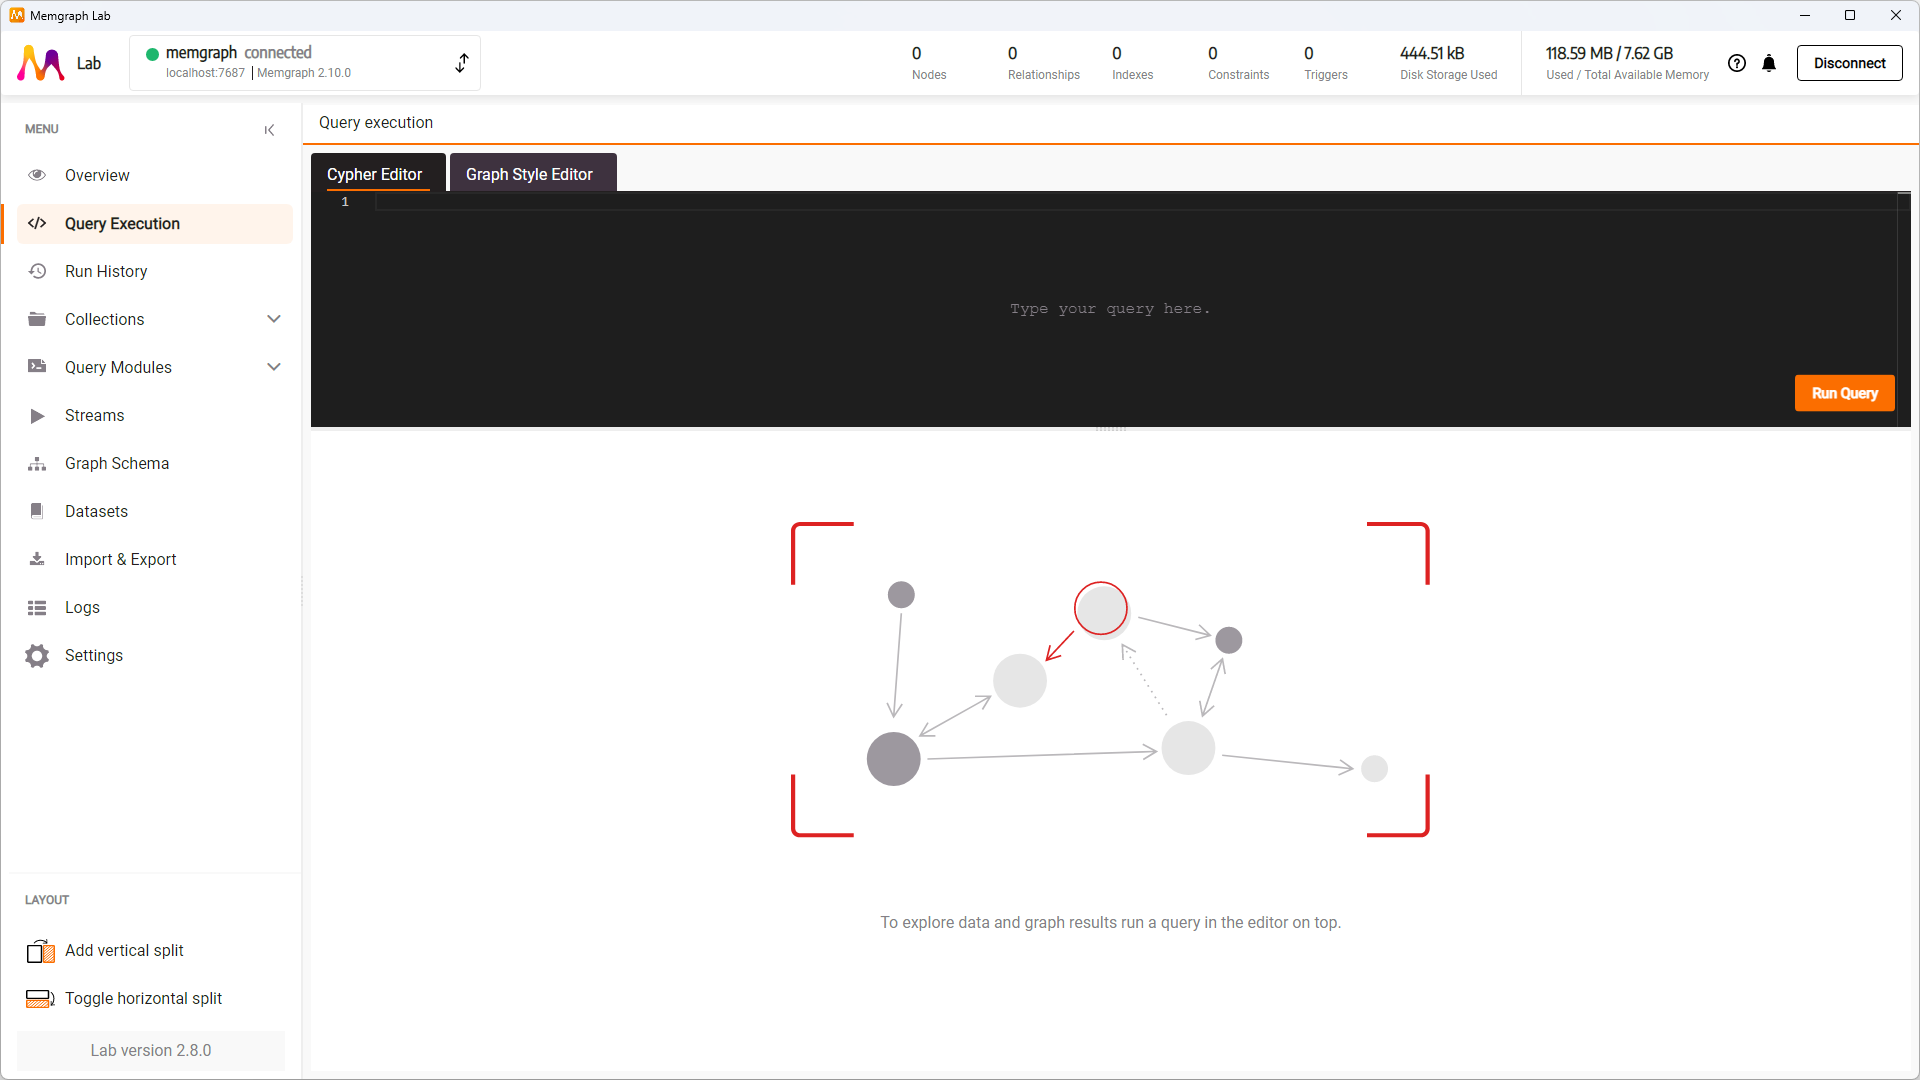 Memgraph Lab
Lab
memgraph connected
localhost:7687 | Memgraph 2.10.0
0
Nodes
0
Relationships
0
Indexes
0
Constraints
0
Triggers
444.51 kB
Disk Storage Used
118.59 MB / 7.62 GB
Used / Total Available Memory
Disconnect
MENU
Overview
Query Execution
Run History
Collections
Query Modules
Streams
Graph Schema
Datasets
Import & Export
Logs
Settings
LAYOUT
Add vertical split
Toggle horizontal split
Lab version 2.8.0
Query execution
Cypher Editor
Graph Style Editor
1
Type your query here.
Run Query
To explore data and graph results run a query in the editor on top.